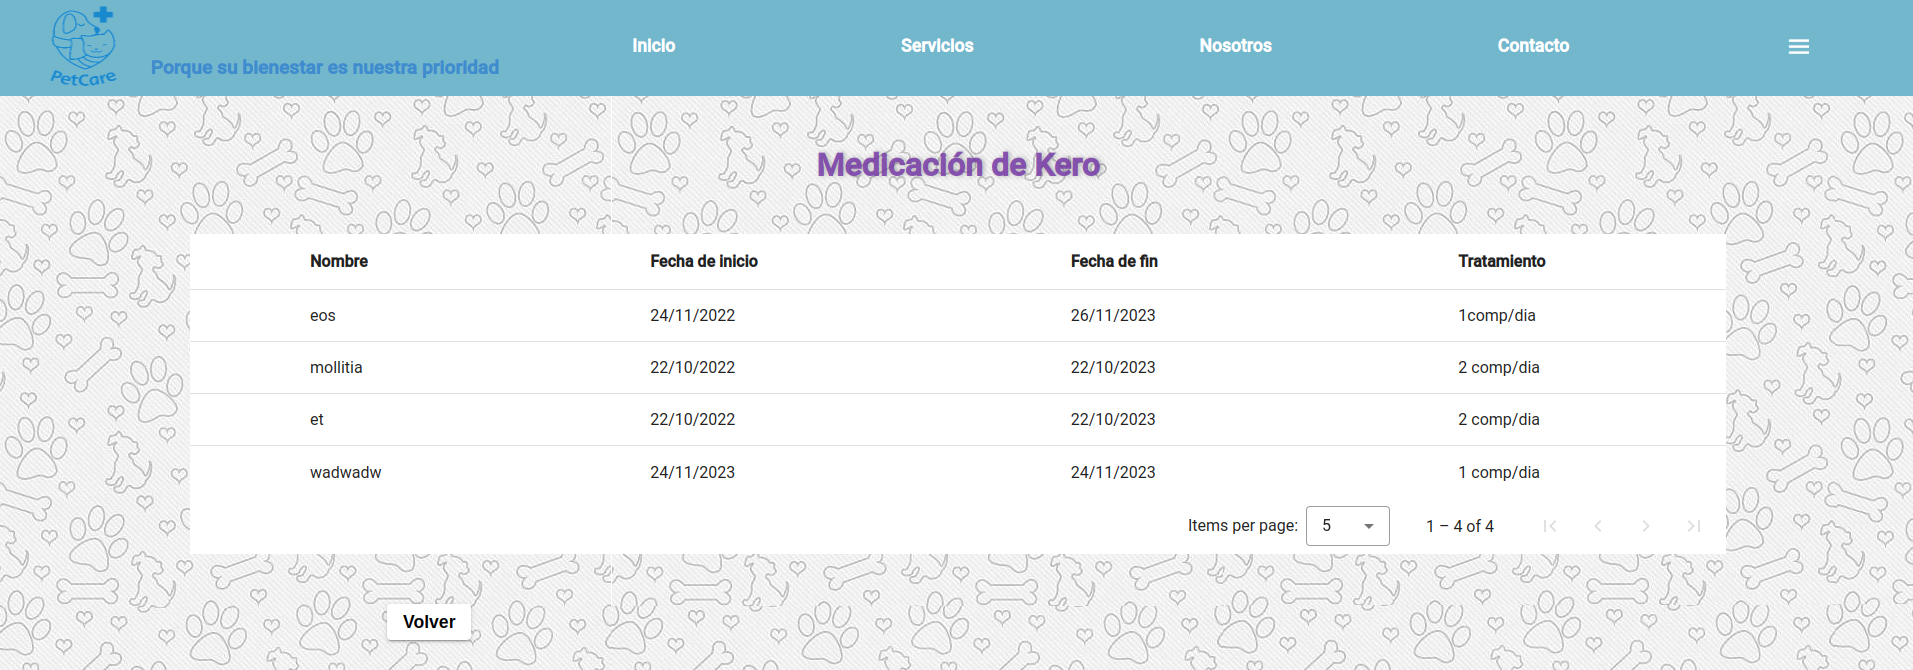 PetCare
Porque su bienestar es nuestra prioridad
Inicio
Servicios
Nosotros
Contacto
Medicación de Kero
Nombre Fecha de inicio Fecha de fin Tratamiento
eos 24/11/2022 26/11/2023 1comp/dia
mollitia 22/10/2022 22/10/2023 2 comp/dia
et 22/10/2022 22/10/2023 2 comp/dia
wadwadw 24/11/2023 24/11/2023 1 comp/dia
Items per page: 5 1 – 4 of 4
Volver